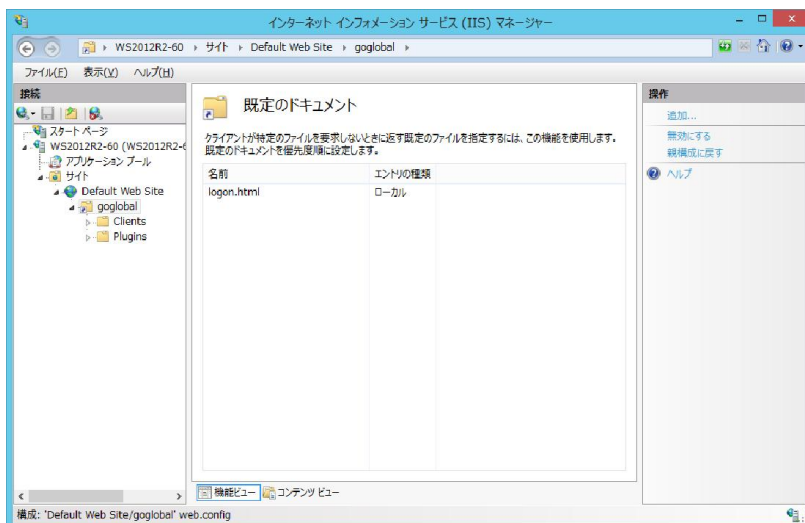 インターネット インフォメーション サービス (IIS) マネージャー
WS2012R2-60 サイト Default Web Site goglobal
ファイル(F) 表示(V) ヘルプ(H)
接続
スタート ページ
WS2012R2-60 (WS2012R2-6
アプリケーション プール
サイト
Default Web Site
goglobal
Clients
Plugins
既定のドキュメント
クライアントが特定のファイルを要求しないときに返す既定のファイルを指定するには、この機能を使用します。
既定のドキュメントを優先度順に設定します。
名前 エントリの種類
logon.html ローカル
機能ビュー コンテンツ ビュー
操作
追加...
無効にする
親構成に戻す
ヘルプ
構成: 'Default Web Site/goglobal' web.config